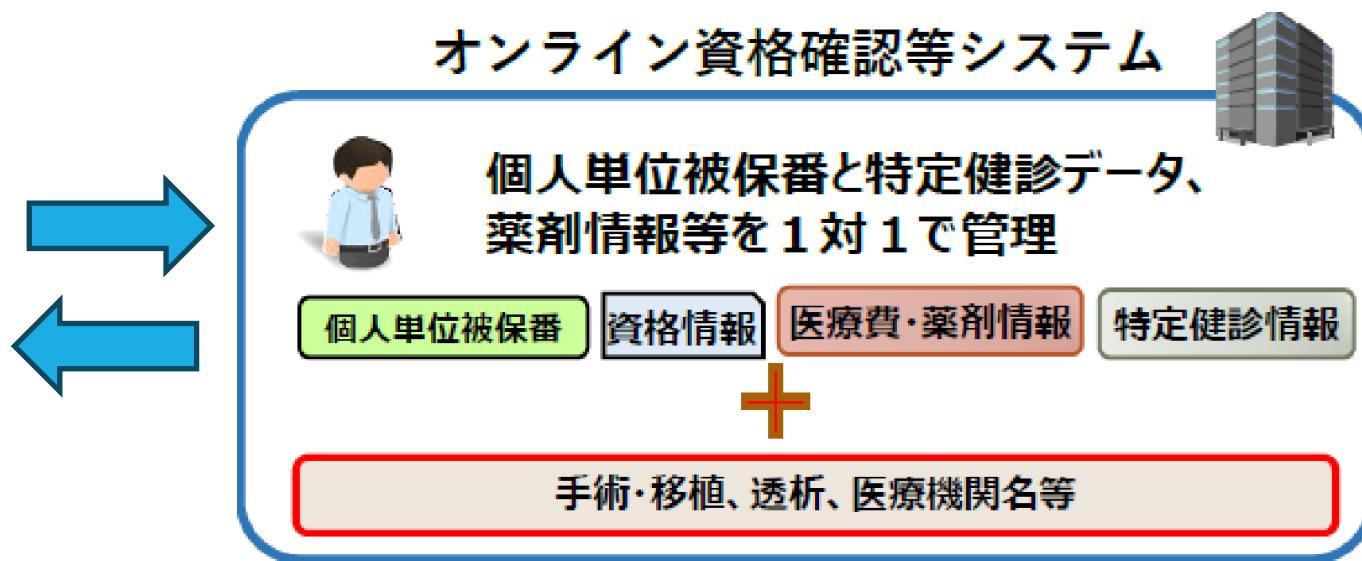 オンライン資格確認等システム
個人単位被保番と特定健診データ、
薬剤情報等を１対１で管理
個人単位被保番
資格情報
医療費・薬剤情報
特定健診情報
手術・移植、透析、医療機関名等